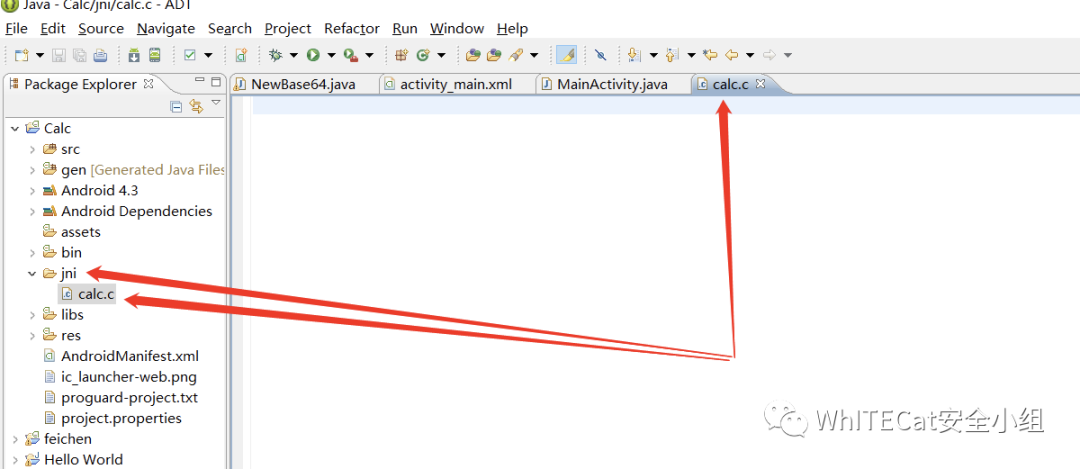 Java - Calc/jni/calc.c - ADT
File Edit Source Navigate Search Project Refactor Run Window Help
Package Explorer
NewBase64.java activity_main.xml MainActivity.java calc.c
Calc
src
gen [Generated Java Files
Android 4.3
Android Dependencies
assets
bin
jni
calc.c
libs
res
AndroidManifest.xml
ic_launcher-web.png
proguard-project.txt
project.properties
feichen
Hello World
WhITECat安全小组